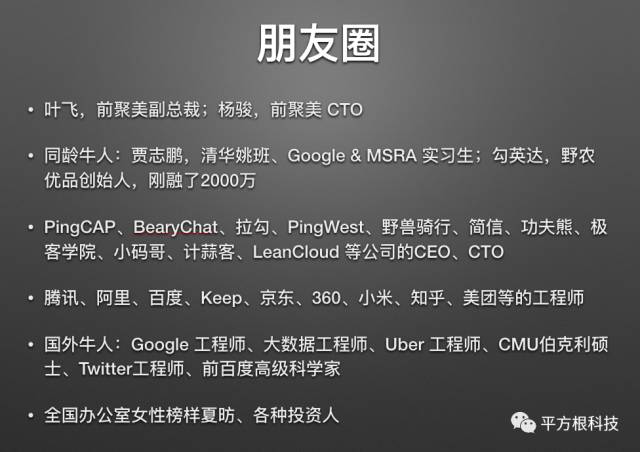 朋友圈
• 叶飞，前聚美副总裁；杨骏，前聚美 CTO
• 同龄牛人：贾志鹏，清华姚班、Google & MSRA 实习生；勾英达，野农
优品创始人，刚融了2000万
• PingCAP、BearyChat、拉勾、PingWest、野兽骑行、简信、功夫熊、极
客学院、小码哥、计蒜客、LeanCloud 等公司的CEO、CTO
• 腾讯、阿里、百度、Keep、京东、360、小米、知乎、美团等的工程师
• 国外牛人：Google 工程师、大数据工程师、Uber 工程师、CMU伯克利硕
士、Twitter工程师、前百度高级科学家
• 全国办公室女性榜样夏昉、各种投资人
平方根科技